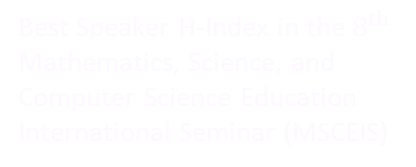 Best Speaker H-Index in the 8th
Mathematics, Science, and
Computer Science Education
International Seminar (MSCEIS)